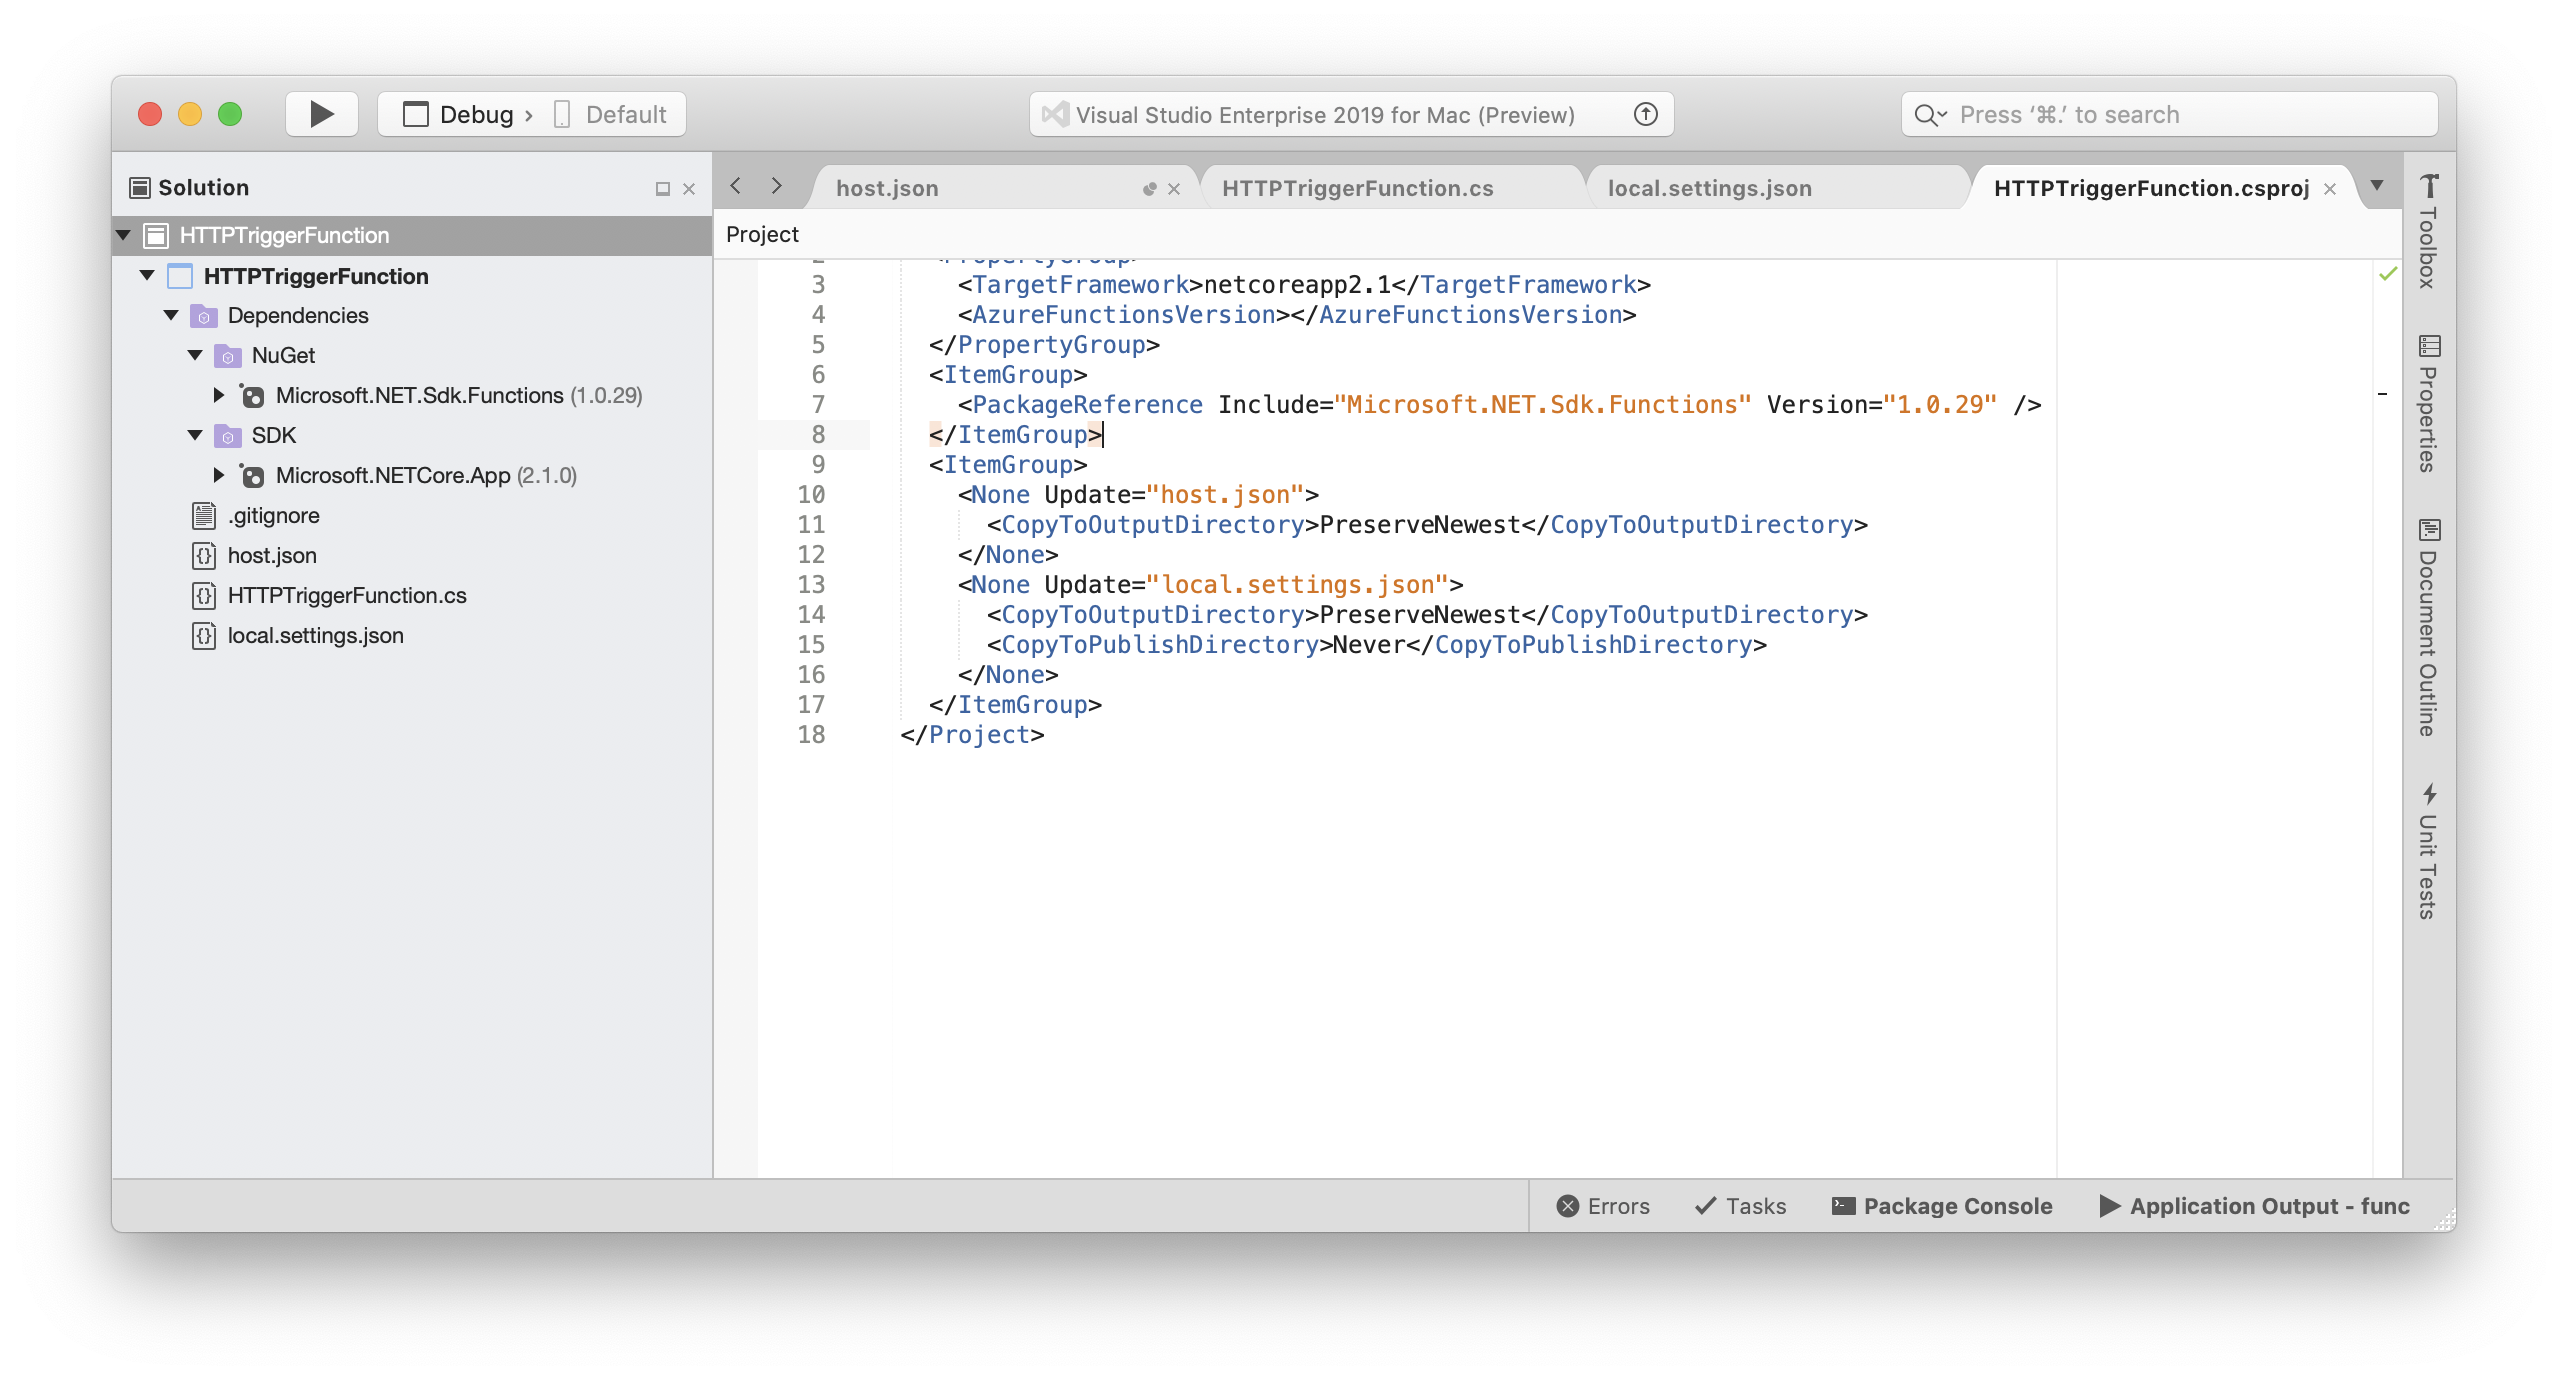 Debug › Default
Visual Studio Enterprise 2019 for Mac (Preview)
Press ‘⌘.’ to search
Solution
HTTPTriggerFunction
HTTPTriggerFunction
Dependencies
NuGet
Microsoft.NET.Sdk.Functions (1.0.29)
SDK
Microsoft.NETCore.App (2.1.0)
.gitignore
host.json
HTTPTriggerFunction.cs
local.settings.json
host.json
HTTPTriggerFunction.cs
local.settings.json
HTTPTriggerFunction.csproj
Project
2 <PropertyGroup>
3 <TargetFramework>netcoreapp2.1</TargetFramework>
4 <AzureFunctionsVersion></AzureFunctionsVersion>
5 </PropertyGroup>
6 <ItemGroup>
7 <PackageReference Include="Microsoft.NET.Sdk.Functions" Version="1.0.29" />
8 </ItemGroup>
9 <ItemGroup>
10 <None Update="host.json">
11 <CopyToOutputDirectory>PreserveNewest</CopyToOutputDirectory>
12 </None>
13 <None Update="local.settings.json">
14 <CopyToOutputDirectory>PreserveNewest</CopyToOutputDirectory>
15 <CopyToPublishDirectory>Never</CopyToPublishDirectory>
16 </None>
17 </ItemGroup>
18 </Project>
Toolbox
Properties
Document Outline
Unit Tests
Errors
Tasks
Package Console
Application Output - func